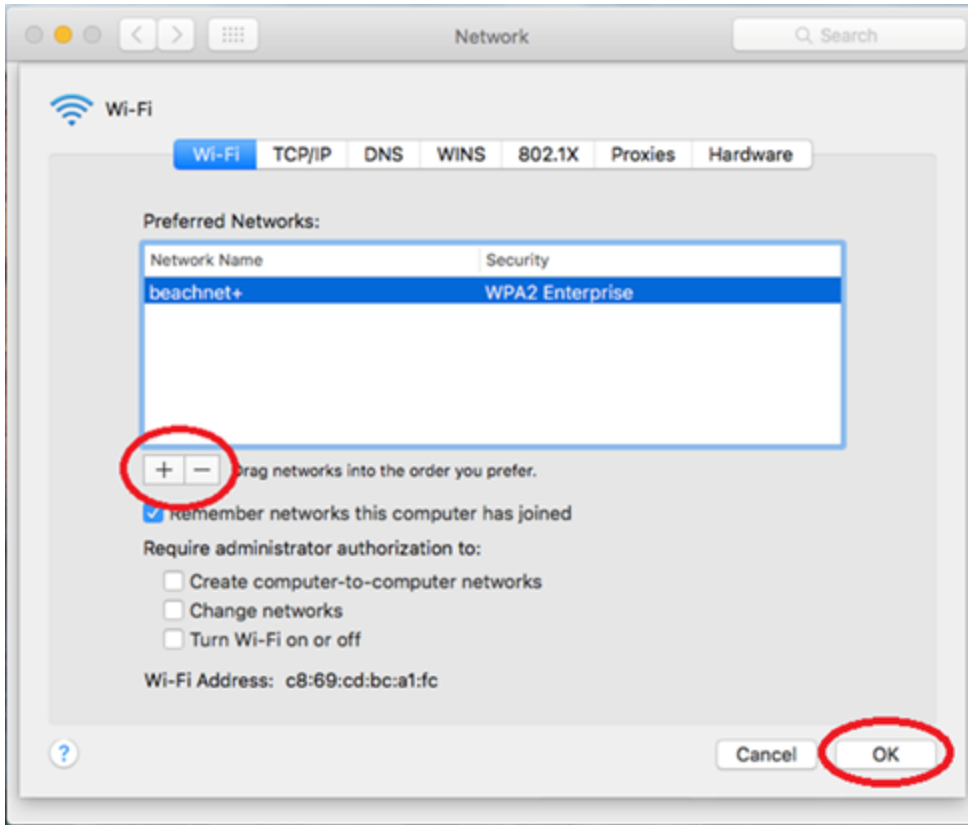 Network
Search
Wi-Fi
Wi-Fi TCP/IP DNS WINS 802.1X Proxies Hardware
Preferred Networks:
Network Name Security
beachnet+ WPA2 Enterprise
+ − Drag networks into the order you prefer.
Remember networks this computer has joined
Require administrator authorization to:
Create computer-to-computer networks
Change networks
Turn Wi-Fi on or off
Wi-Fi Address: c8:69:cd:bc:a1:fc
? Cancel OK